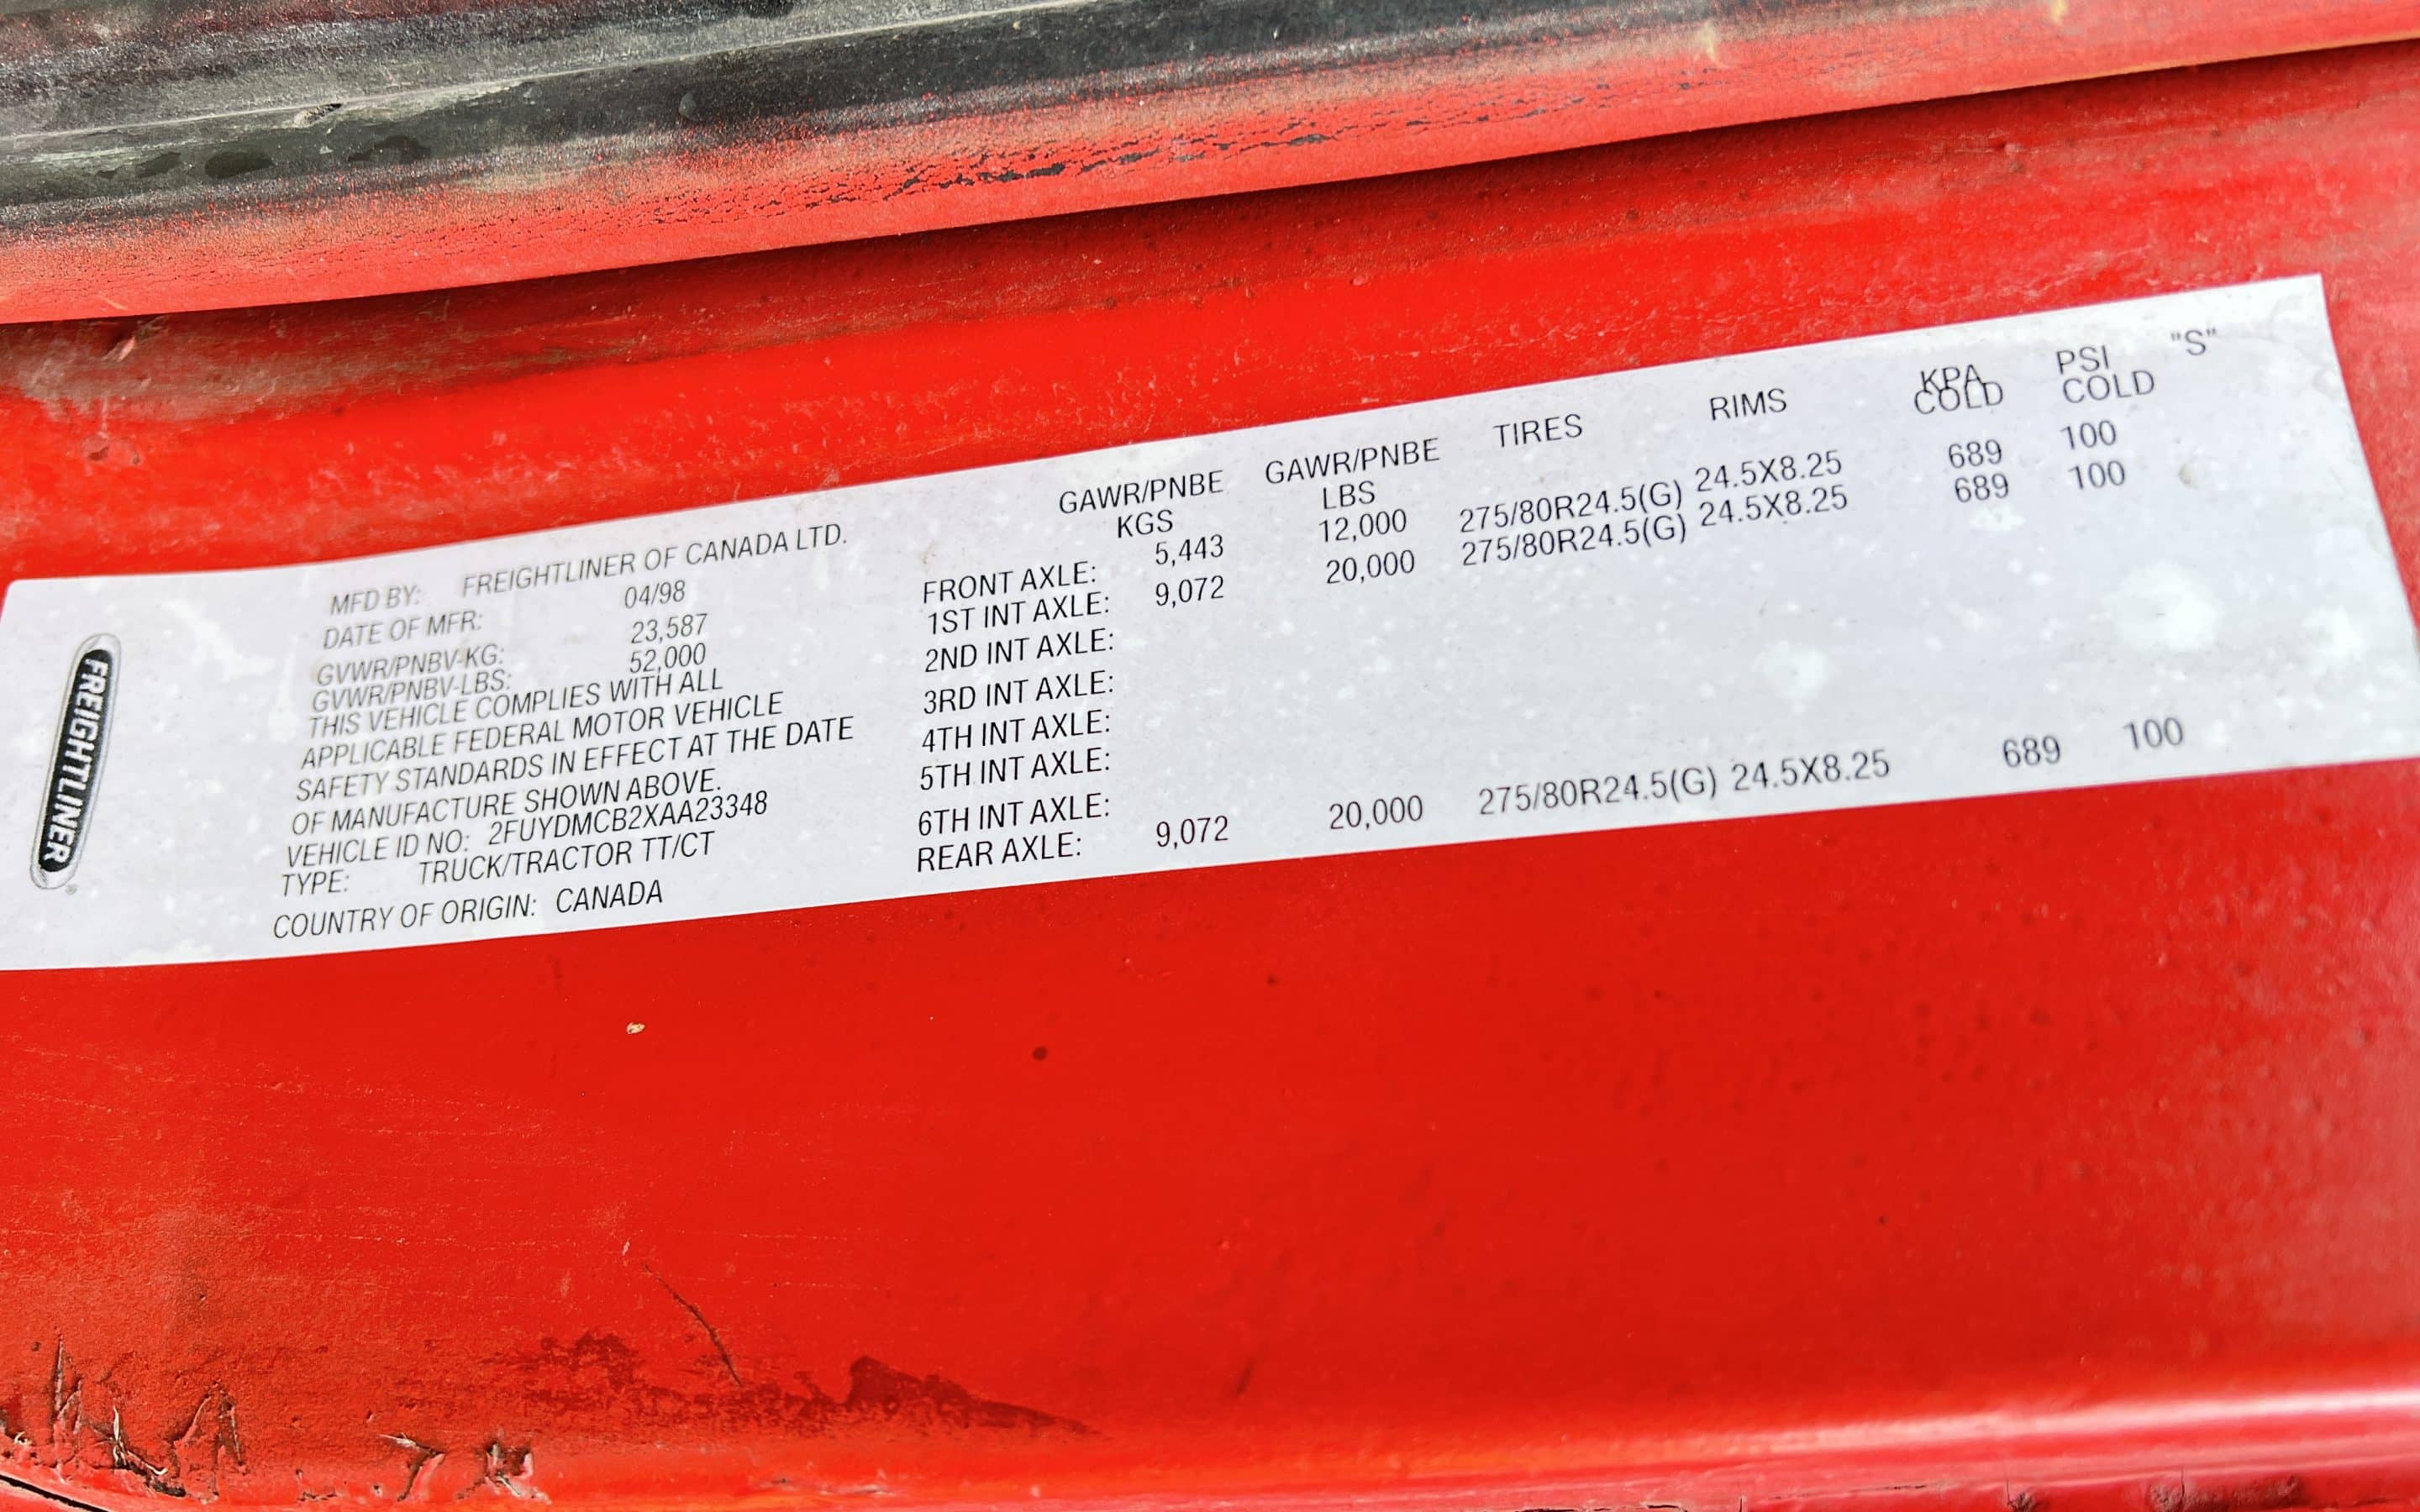 FREIGHTLINER
MFD BY: FREIGHTLINER OF CANADA LTD.
DATE OF MFR: 04/98
GVWR/PNBV-KG: 23,587
GVWR/PNBV-LBS: 52,000
THIS VEHICLE COMPLIES WITH ALL
APPLICABLE FEDERAL MOTOR VEHICLE
SAFETY STANDARDS IN EFFECT AT THE DATE
OF MANUFACTURE SHOWN ABOVE.
VEHICLE ID NO: 2FUYDMCB2XAA23348
TYPE: TRUCK/TRACTOR TT/CT
COUNTRY OF ORIGIN: CANADA
GAWR/PNBE GAWR/PNBE TIRES RIMS KPA PSI "S"
KGS LBS COLD COLD
FRONT AXLE: 5,443 12,000 275/80R24.5(G) 24.5X8.25 689 100
1ST INT AXLE: 9,072 20,000 275/80R24.5(G) 24.5X8.25 689 100
2ND INT AXLE:
3RD INT AXLE:
4TH INT AXLE:
5TH INT AXLE:
6TH INT AXLE:
REAR AXLE: 9,072 20,000 275/80R24.5(G) 24.5X8.25 689 100